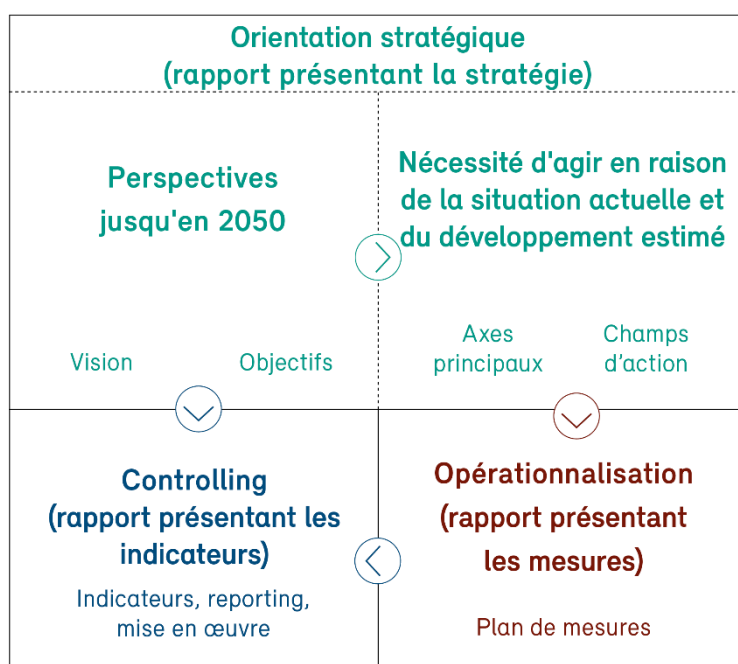 Orientation stratégique
(rapport présentant la stratégie)
Perspectives
jusqu'en 2050
Nécessité d'agir en raison
de la situation actuelle et
du développement estimé
Vision
Objectifs
Axes
principaux
Champs
d'action
Controlling
(rapport présentant les
indicateurs)
Indicateurs, reporting,
mise en œuvre
Opérationnalisation
(rapport présentant
les mesures)
Plan de mesures